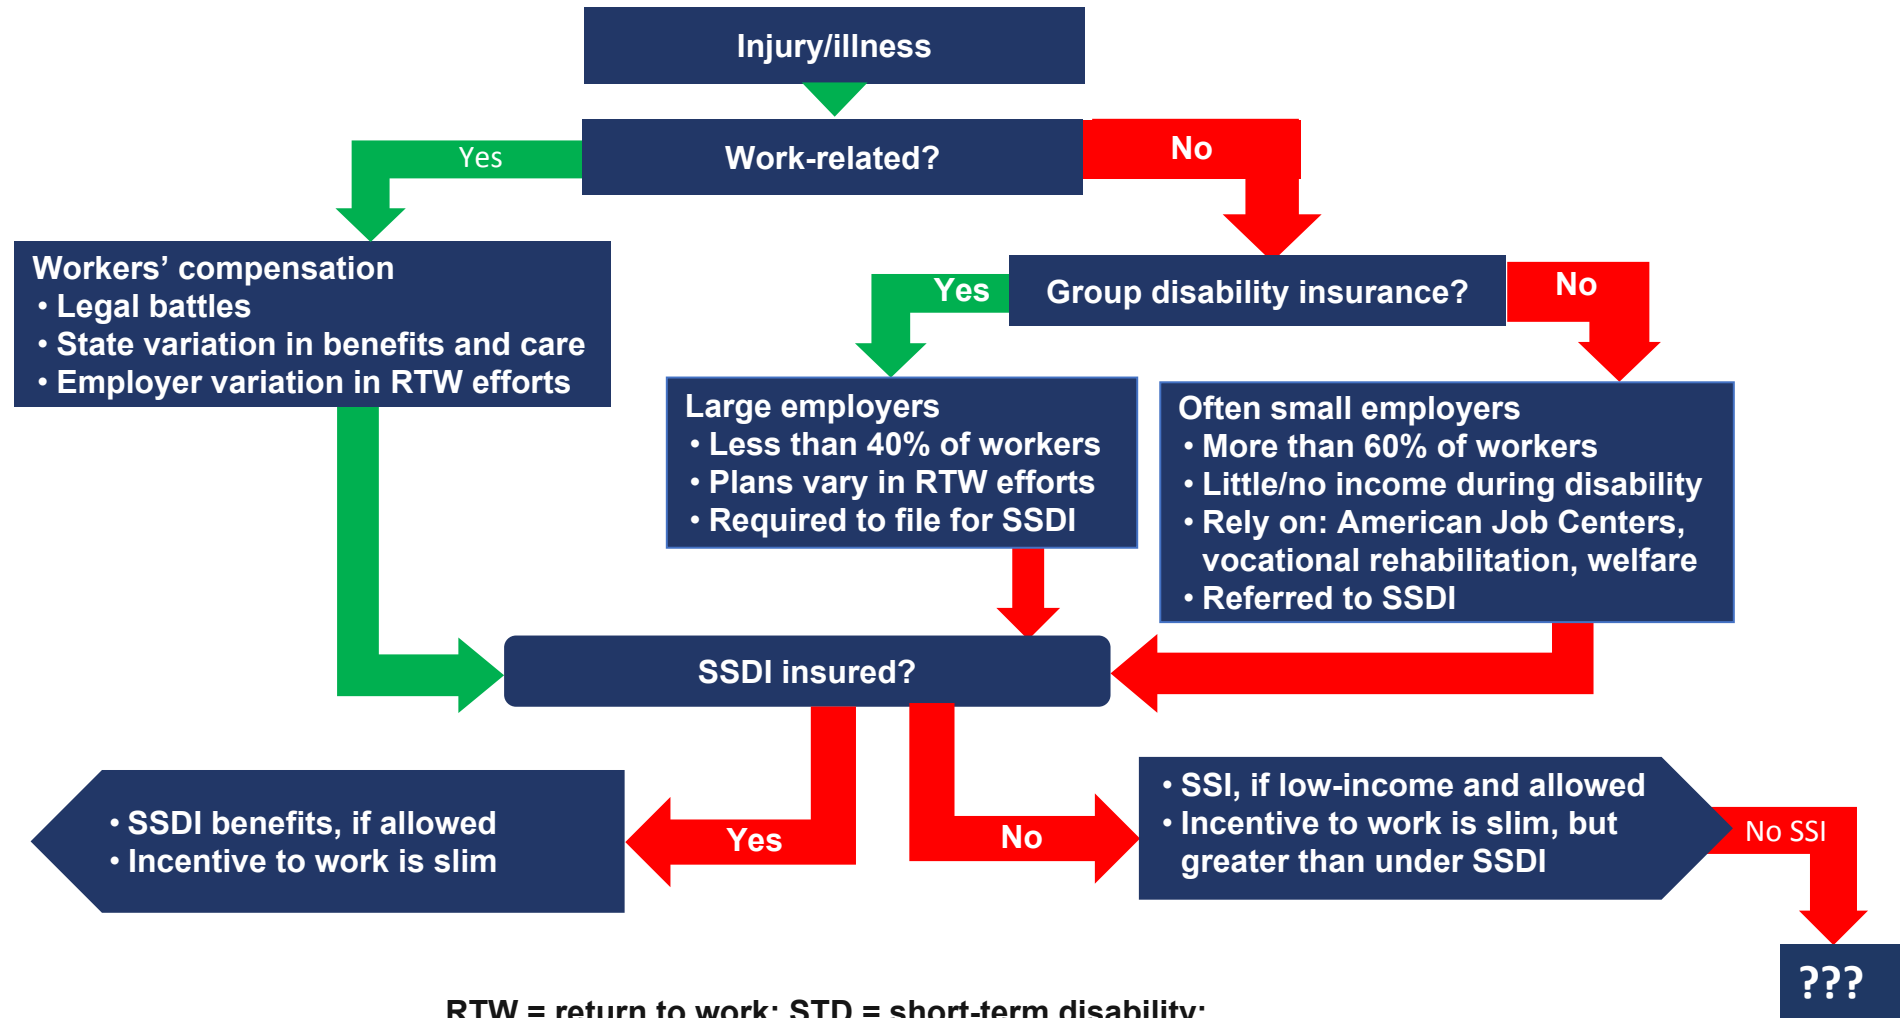 Injury/illness
Work-related?
Yes
No
Workers’ compensation
• Legal battles
• State variation in benefits and care
• Employer variation in RTW efforts
Group disability insurance?
Yes
No
Large employers
• Less than 40% of workers
• Plans vary in RTW efforts
• Required to file for SSDI
Often small employers
• More than 60% of workers
• Little/no income during disability
• Rely on: American Job Centers,
vocational rehabilitation, welfare
• Referred to SSDI
SSDI insured?
Yes
No
• SSDI benefits, if allowed
• Incentive to work is slim
• SSI, if low-income and allowed
• Incentive to work is slim, but
greater than under SSDI
No SSI
???
RTW = return to work; STD = short-term disability;